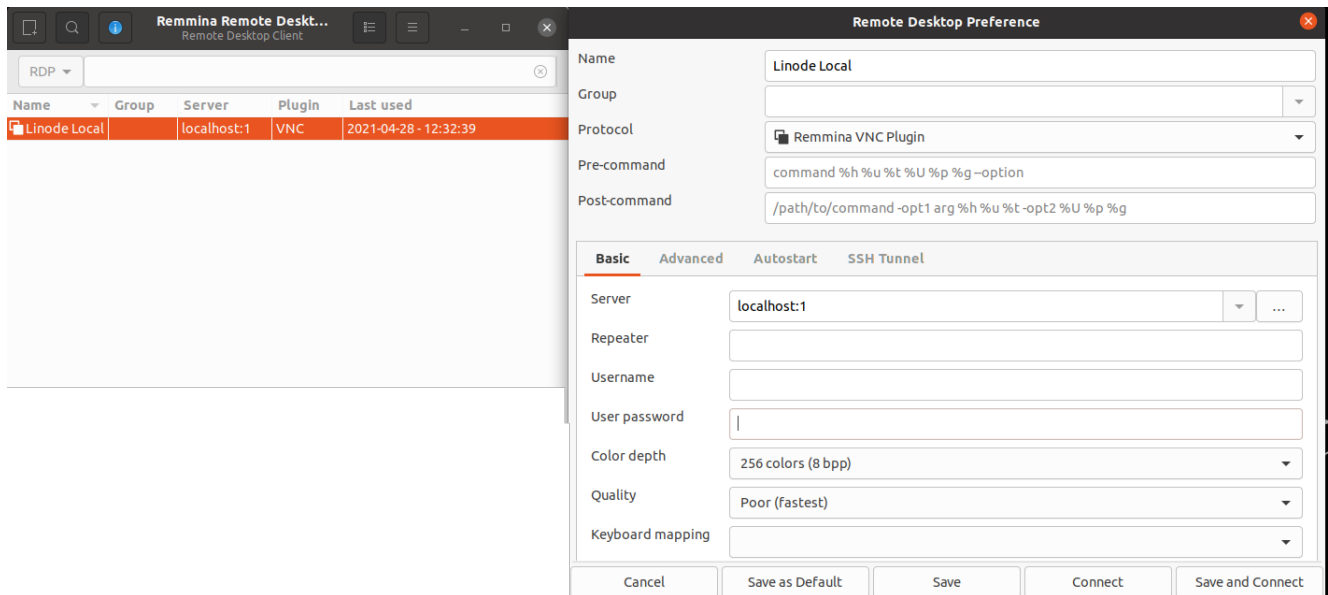 Remmina Remote Deskt...
Remote Desktop Client
RDP
Name Group Server Plugin Last used
Linode Local localhost:1 VNC 2021-04-28 - 12:32:39
Remote Desktop Preference
Name Linode Local
Group
Protocol Remmina VNC Plugin
Pre-command command %h %u %t %U %p %g --option
Post-command /path/to/command -opt1 arg %h %u %t -opt2 %U %p %g
Basic Advanced Autostart SSH Tunnel
Server localhost:1 ...
Repeater
Username
User password
Color depth 256 colors (8 bpp)
Quality Poor (fastest)
Keyboard mapping
Cancel Save as Default Save Connect Save and Connect